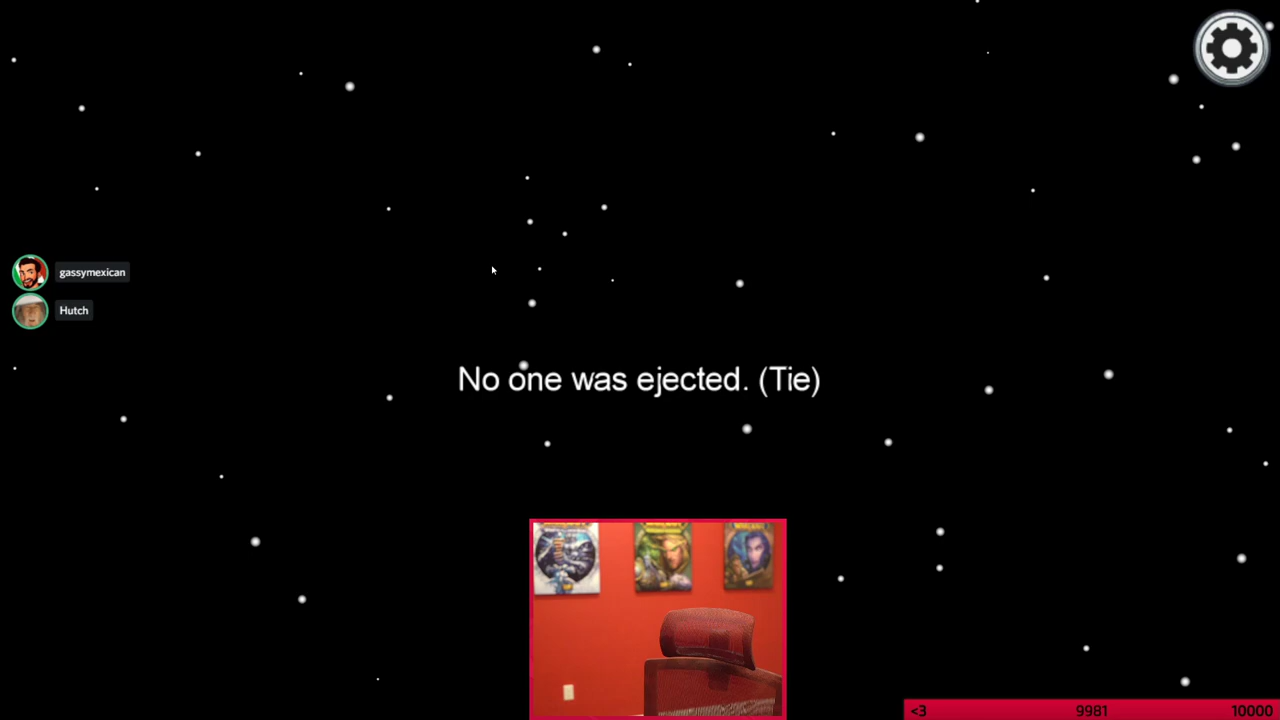 gassymexican
Hutch
No one was ejected. (Tie)
<3 9981 10000